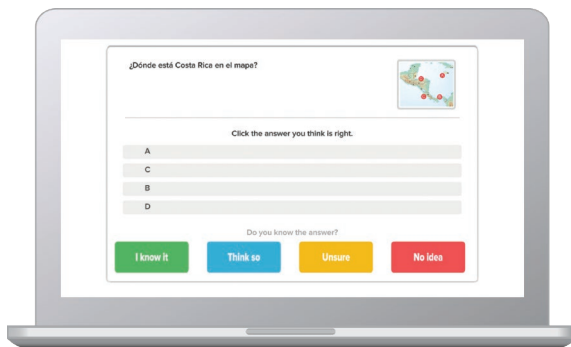 ¿Dónde está Costa Rica en el mapa?
Click the answer you think is right.
A
C
B
D
Do you know the answer?
I know it
Think so
Unsure
No idea